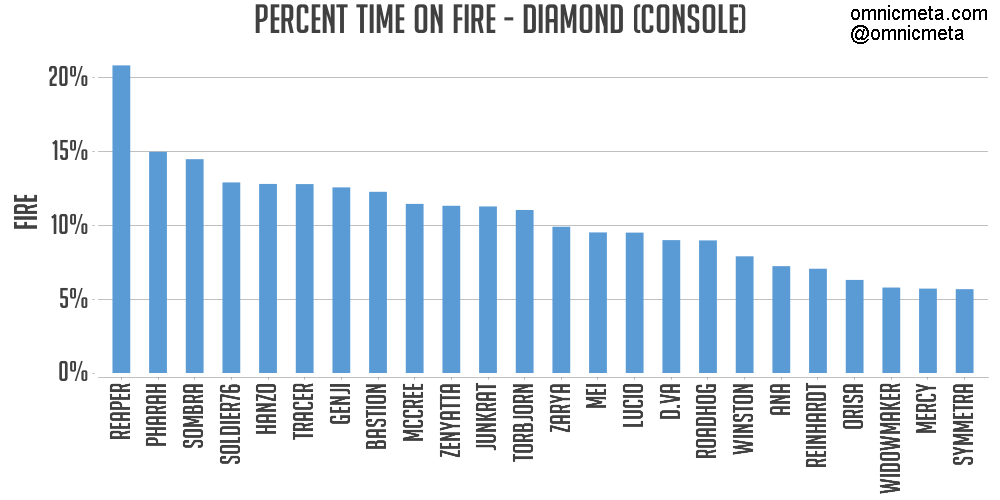 PERCENT TIME ON FIRE - DIAMOND (CONSOLE)
omnicmeta.com
@omnicmeta
FIRE
20%
15%
10%
5%
0%
REAPER
PHARAH
SOMBRA
SOLDIER76
HANZO
TRACER
GENJI
BASTION
MCCREE
ZENYATTA
JUNKRAT
TORBJORN
ZARYA
MEI
LUCIO
D.VA
ROADHOG
WINSTON
ANA
REINHARDT
ORISA
WIDOWMAKER
MERCY
SYMMETRA